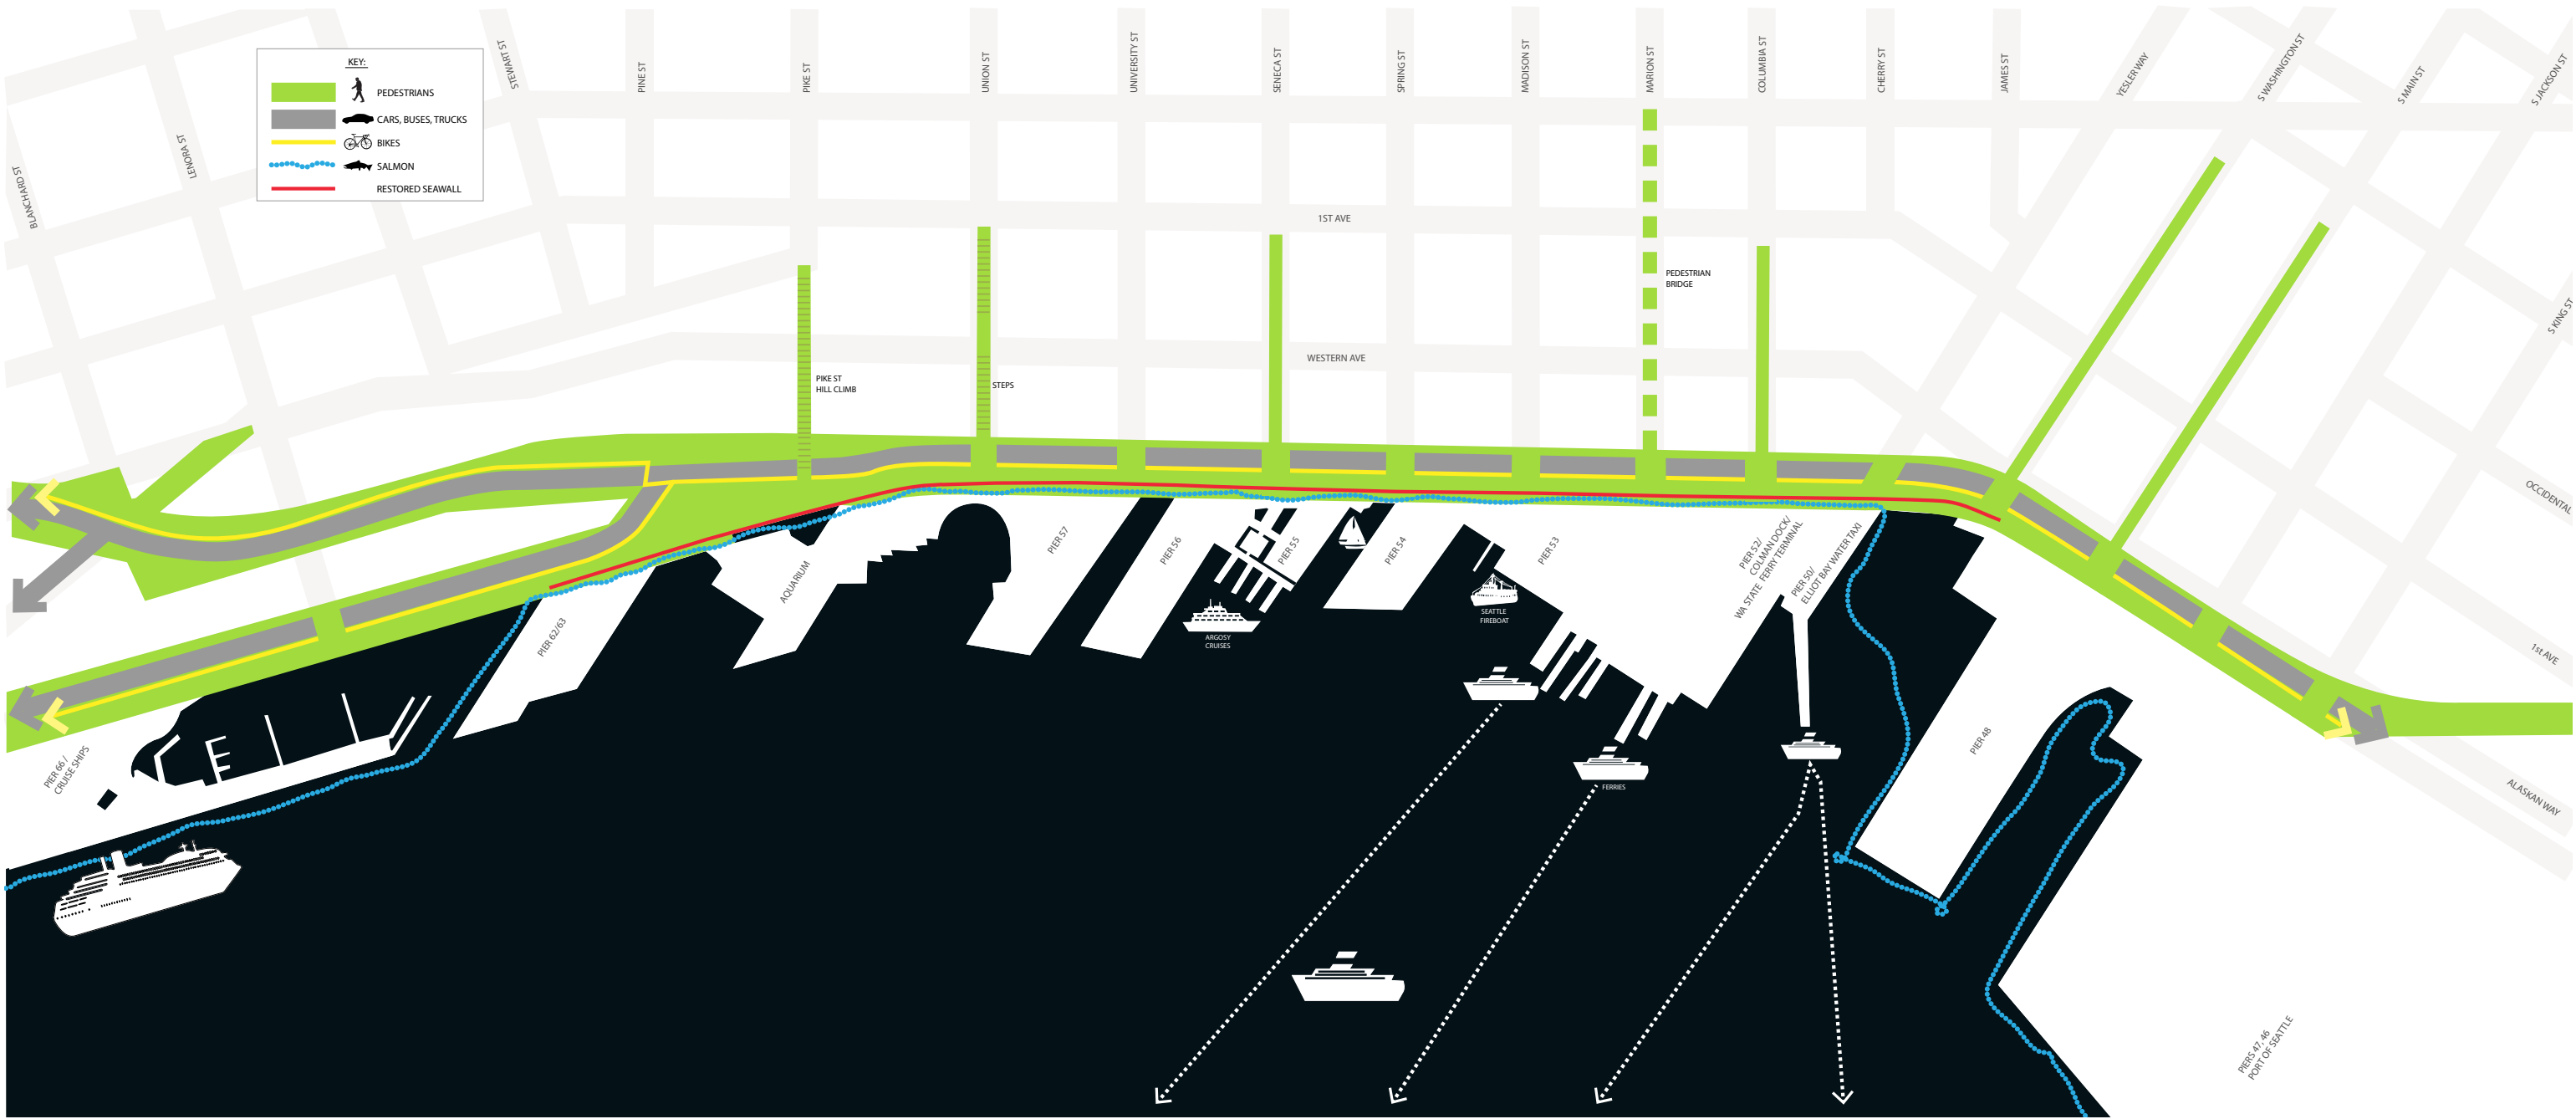 KEY:
PEDESTRIANS
CARS, BUSES, TRUCKS
BIKES
SALMON
RESTORED SEAWALL
BLANCHARD ST
LENORA ST
STEWART ST
PINE ST
PIKE ST
UNION ST
UNIVERSITY ST
SENECA ST
SPRING ST
MADISON ST
MARION ST
COLUMBIA ST
CHERRY ST
JAMES ST
YESLER WAY
S WASHINGTON ST
S MAIN ST
S JACKSON ST
S KING ST
1ST AVE
WESTERN AVE
PEDESTRIAN
BRIDGE
PIKE ST
HILL CLIMB
STEPS
OCCIDENTAL
1st AVE
ALASKAN WAY
PIER 66 /
CRUISE SHIPS
PIER 62/63
AQUARIUM
PIER 57
PIER 56
PIER 55
PIER 54
PIER 53
PIER 52/
COLMAN DOCK/
WA STATE FERRY TERMINAL
PIER 50/
ELLIOT BAY WATER TAXI
PIER 48
ARGOSY
CRUISES
SEATTLE
FIREBOAT
FERRIES
PIERS 47, 46
PORT OF SEATTLE